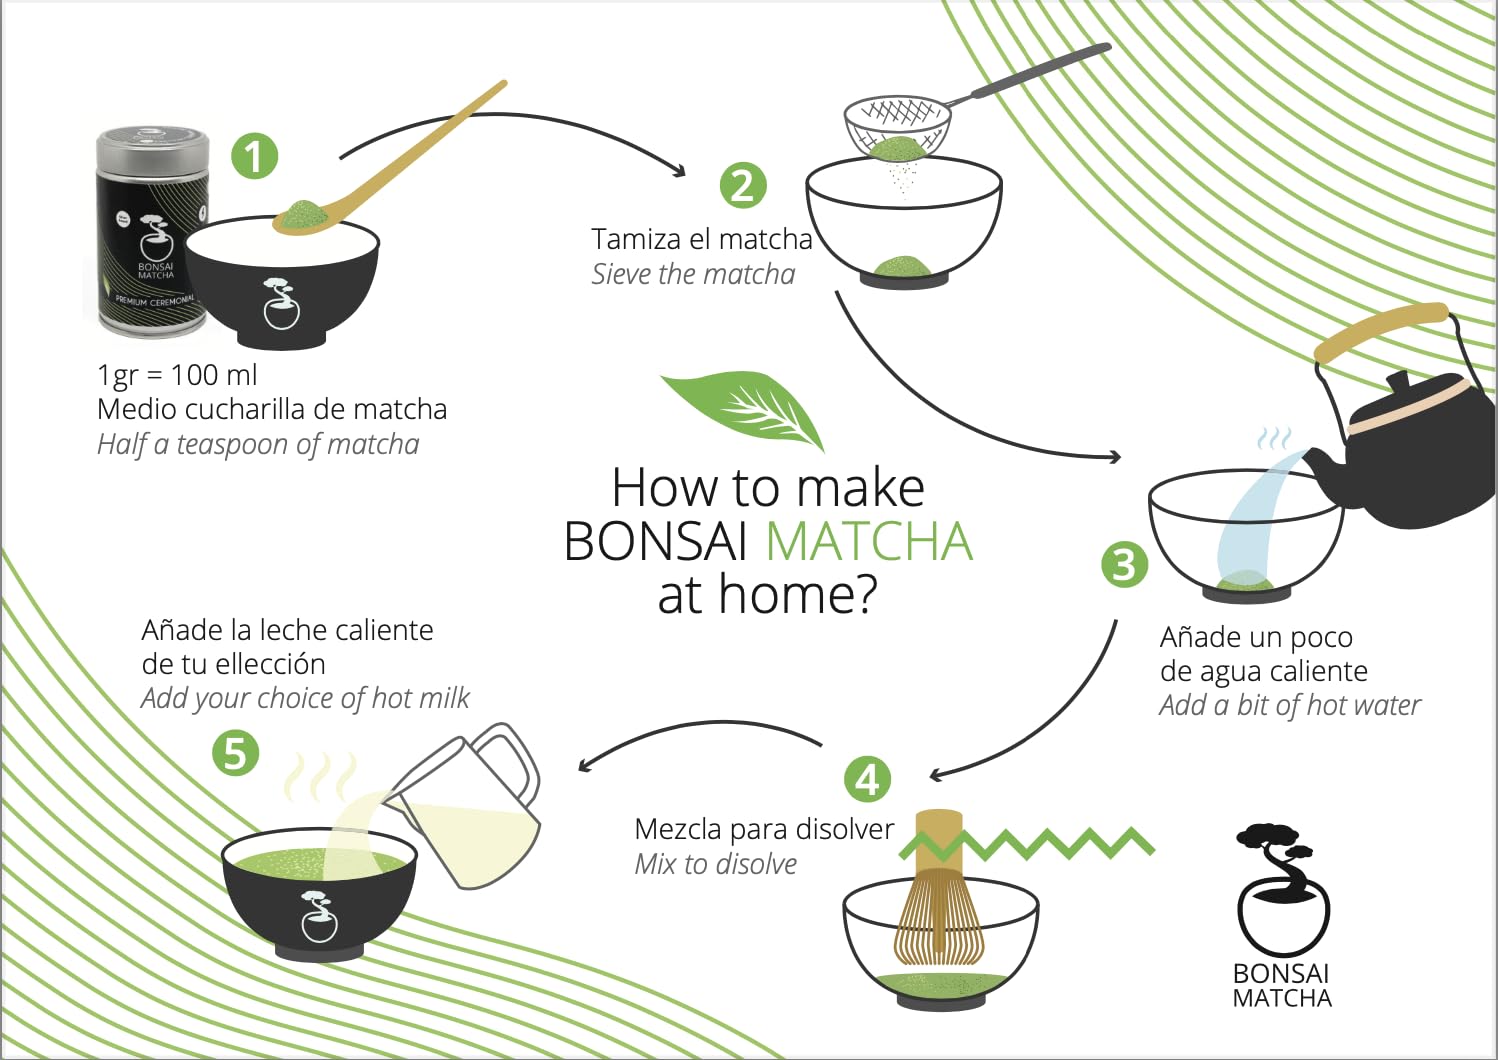 1
BONSAI
MATCHA
PREMIUM CEREMONIAL
1gr = 100 ml
Medio cucharilla de matcha
Half a teaspoon of matcha
2
Tamiza el matcha
Sieve the matcha
How to make
BONSAI MATCHA
at home?
3
Añade un poco
de agua caliente
Add a bit of hot water
4
Mezcla para disolver
Mix to disolve
Añade la leche caliente
de tu ellección
Add your choice of hot milk
5
BONSAI
MATCHA